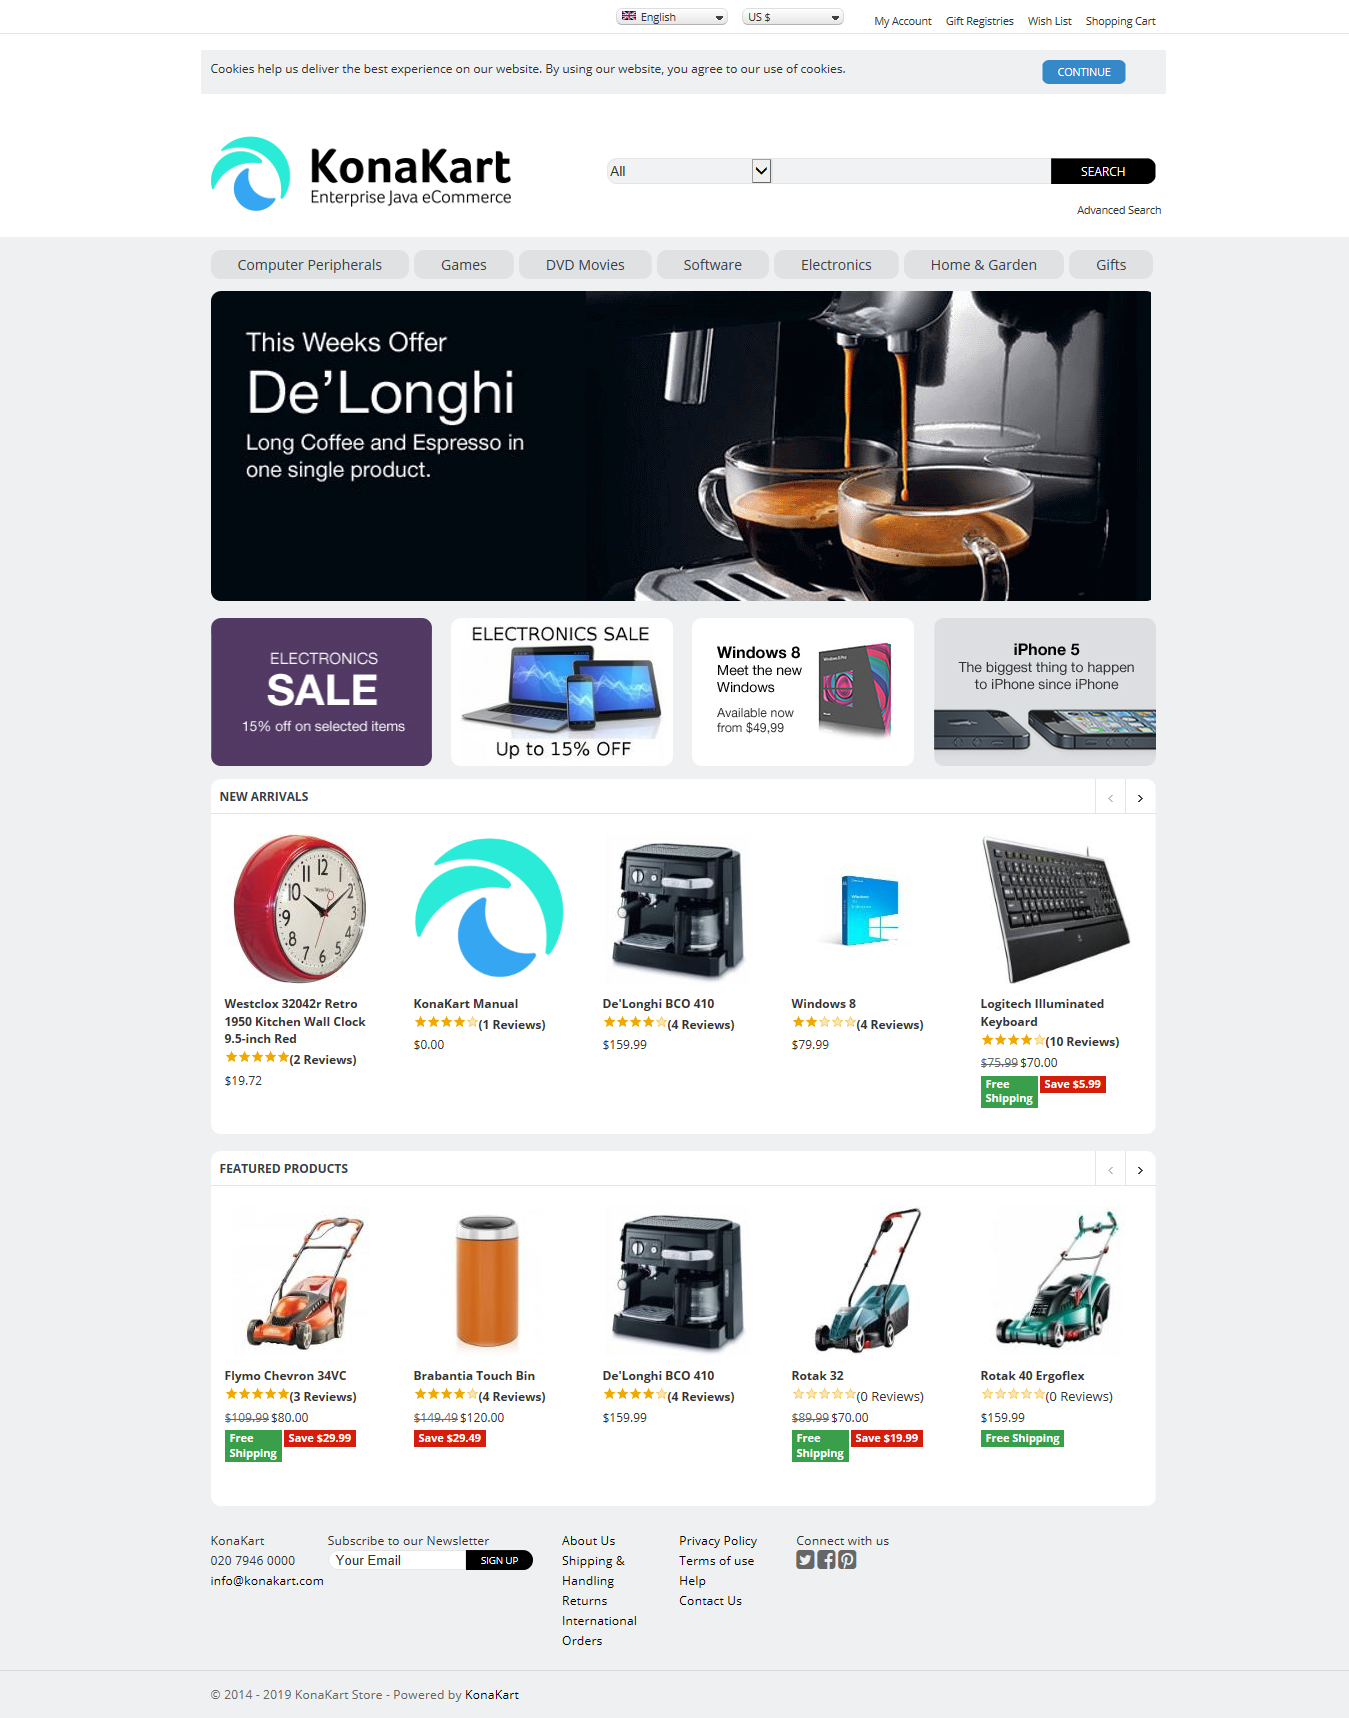 English
US $
My Account Gift Registries Wish List Shopping Cart
Cookies help us deliver the best experience on our website. By using our website, you agree to our use of cookies.
CONTINUE
KonaKart
Enterprise Java eCommerce
All
SEARCH
Advanced Search
Computer Peripherals Games DVD Movies Software Electronics Home & Garden Gifts
This Weeks Offer
De'Longhi
Long Coffee and Espresso in
one single product.
ELECTRONICS
SALE
15% off on selected items
ELECTRONICS SALE
Up to 15% OFF
Windows 8
Meet the new
Windows
Available now
from $49,99
iPhone 5
The biggest thing to happen
to iPhone since iPhone
NEW ARRIVALS
Westclox 32042r Retro
1950 Kitchen Wall Clock
9.5-inch Red
(2 Reviews)
$19.72
KonaKart Manual
(1 Reviews)
$0.00
De'Longhi BCO 410
(4 Reviews)
$159.99
Windows 8
(4 Reviews)
$79.99
Logitech Illuminated
Keyboard
(10 Reviews)
$75.99 $70.00
Free
Shipping
Save $5.99
FEATURED PRODUCTS
Flymo Chevron 34VC
(3 Reviews)
$109.99 $80.00
Free
Shipping
Save $29.99
Brabantia Touch Bin
(4 Reviews)
$149.49 $120.00
Save $29.49
De'Longhi BCO 410
(4 Reviews)
$159.99
Rotak 32
(0 Reviews)
$89.99 $70.00
Free
Shipping
Save $19.99
Rotak 40 Ergoflex
(0 Reviews)
$159.99
Free Shipping
KonaKart
020 7946 0000
info@konakart.com
Subscribe to our Newsletter
Your Email
SIGN UP
About Us
Shipping &
Handling
Returns
International
Orders
Privacy Policy
Terms of use
Help
Contact Us
Connect with us
© 2014 - 2019 KonaKart Store - Powered by KonaKart